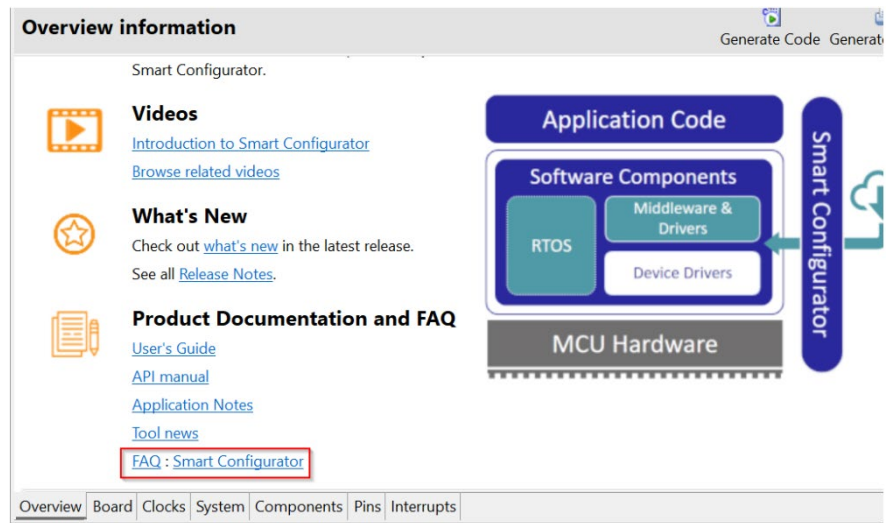 Overview information
Generate Code
Smart Configurator.
Videos
Introduction to Smart Configurator
Browse related videos
What's New
Check out what's new in the latest release.
See all Release Notes.
Product Documentation and FAQ
User's Guide
API manual
Application Notes
Tool news
FAQ : Smart Configurator
Application Code
Software Components
RTOS
Middleware &
Drivers
Device Drivers
MCU Hardware
Smart Configurator
Overview Board Clocks System Components Pins Interrupts